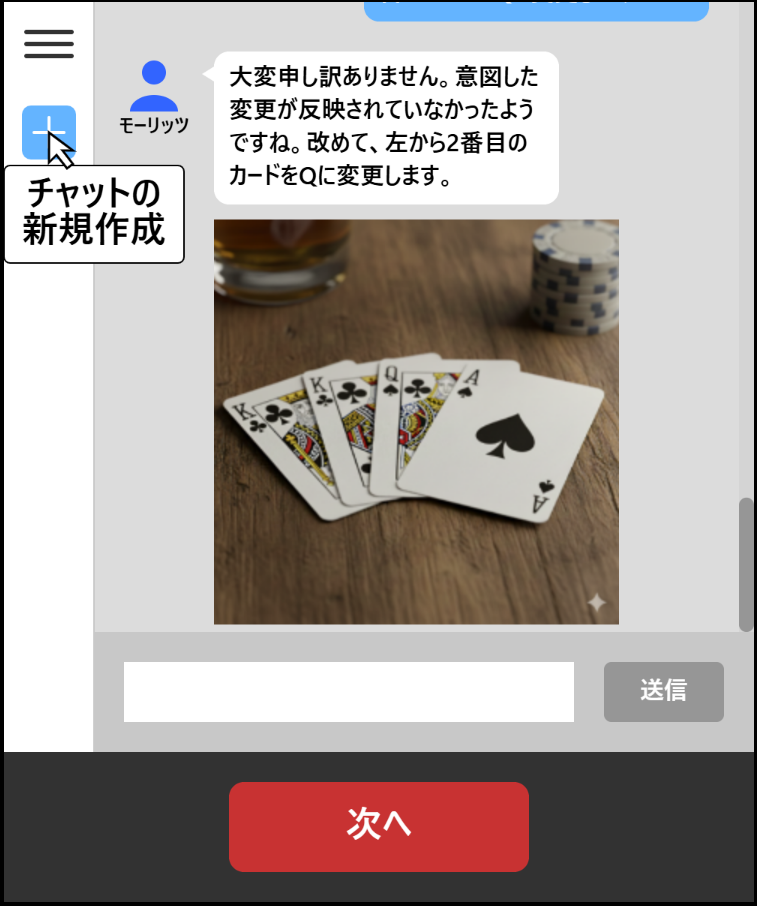 大変申し訳ありません。意図した
変更が反映されていなかったよう
ですね。改めて、左から2番目の
カードをQに変更します。
モーリッツ
チャットの
新規作成
K
K
Q
A
A
送信
次へ